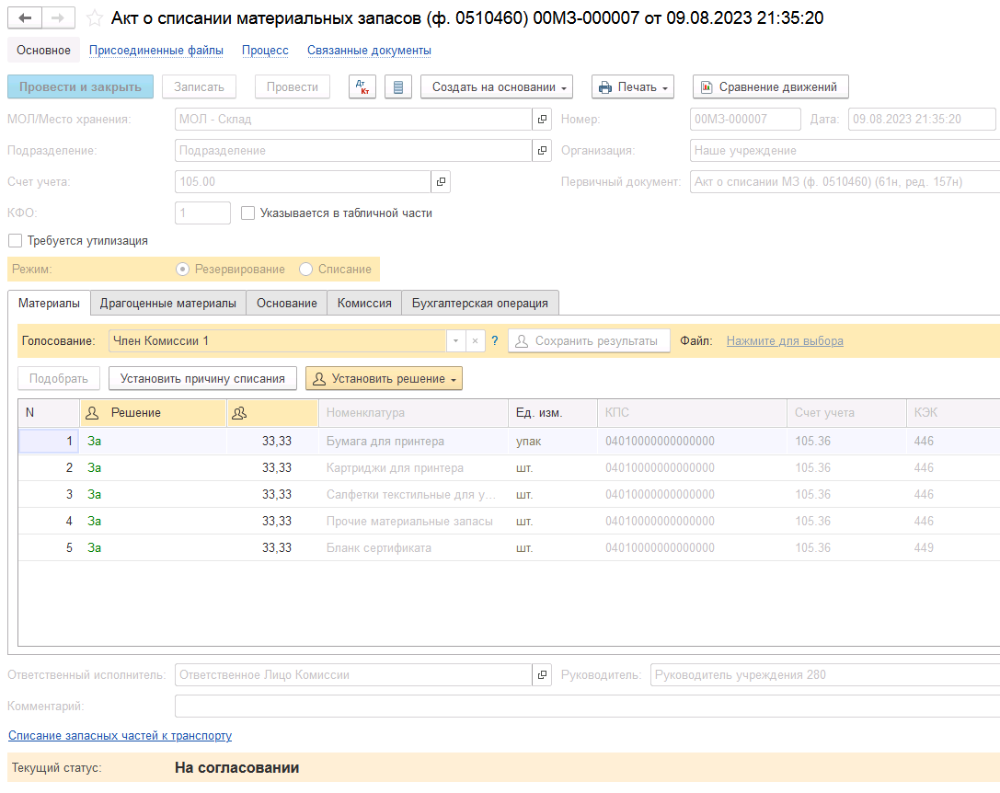 Акт о списании материальных запасов (ф. 0510460) 00МЗ-000007 от 09.08.2023 21:35:20
Основное Присоединенные файлы Процесс Связанные документы
Провести и закрыть Записать Провести Дт Кт Создать на основании Печать Сравнение движений
МОЛ/Место хранения: МОЛ - Склад Номер: 00МЗ-000007 Дата: 09.08.2023 21:35:20
Подразделение: Подразделение Организация: Наше учреждение
Счет учета: 105.00 Первичный документ: Акт о списании МЗ (ф. 0510460) (61н, ред. 157н)
КФО: 1 Указывается в табличной части
Требуется утилизация
Режим: Резервирование Списание
Материалы Драгоценные материалы Основание Комиссия Бухгалтерская операция
Голосование: Член Комиссии 1 × ? Сохранить результаты Файл: Нажмите для выбора
Подобрать Установить причину списания Установить решение
N Решение Номенклатура Ед. изм. КПС Счет учета КЭК
1 За 33,33 Бумага для принтера упак 04010000000000000 105.36 446
2 За 33,33 Картриджи для принтера шт. 04010000000000000 105.36 446
3 За 33,33 Салфетки текстильные для у... шт. 04010000000000000 105.36 446
4 За 33,33 Прочие материальные запасы шт. 04010000000000000 105.36 446
5 За 33,33 Бланк сертификата шт. 04010000000000000 105.36 449
Ответственный исполнитель: Ответственное Лицо Комиссии Руководитель: Руководитель учреждения 280
Комментарий:
Списание запасных частей к транспорту
Текущий статус: На согласовании